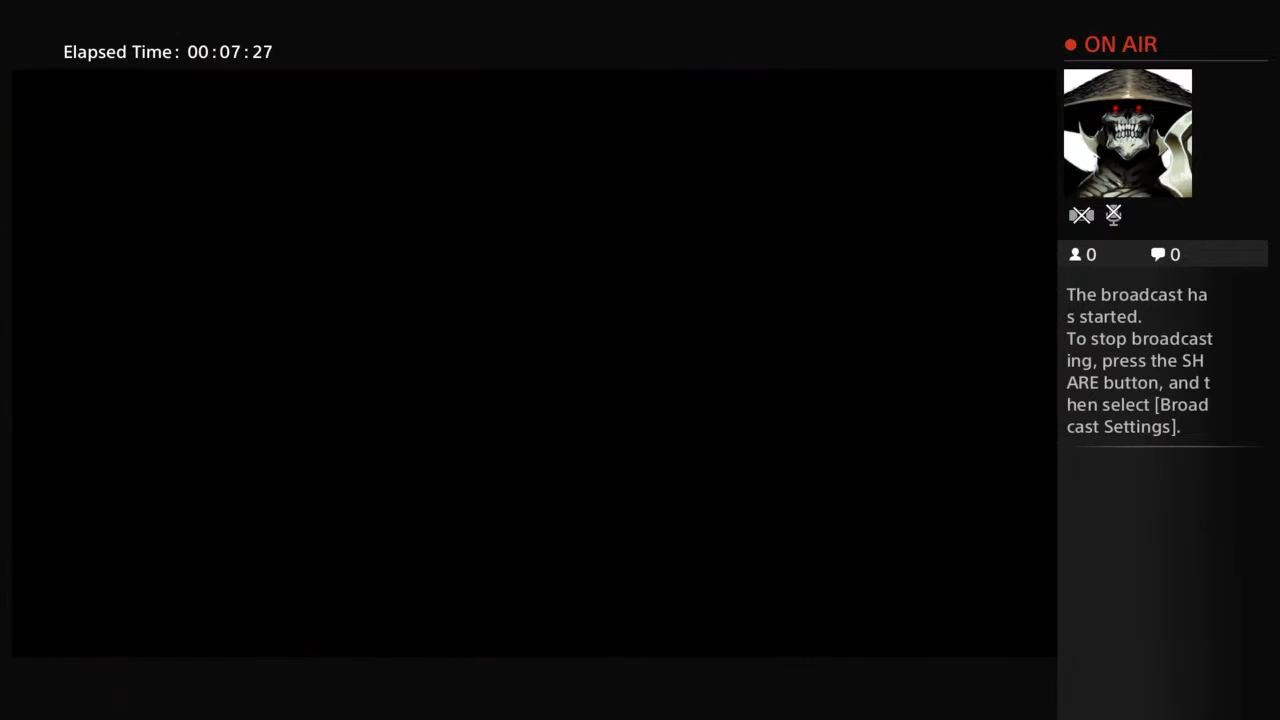 Elapsed Time: 00:07:27
ON AIR
0 0
The broadcast ha
s started.
To stop broadcast
ing, press the SH
ARE button, and t
hen select [Broad
cast Settings].